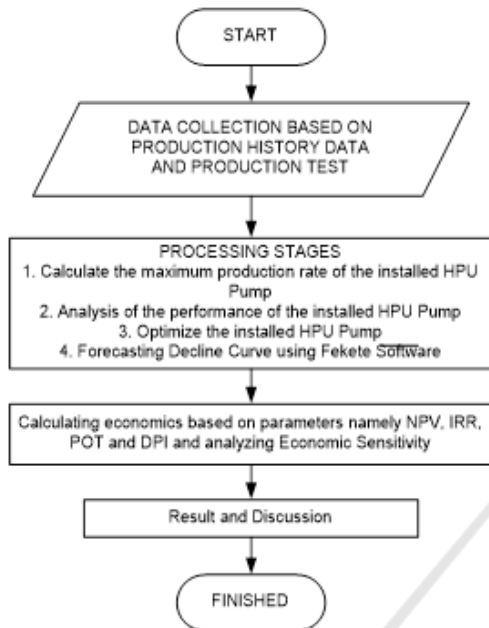 START
DATA COLLECTION BASED ON
PRODUCTION HISTORY DATA
AND PRODUCTION TEST
PROCESSING STAGES
1. Calculate the maximum production rate of the installed HPU
Pump
2. Analysis of the performance of the installed HPU Pump
3. Optimize the installed HPU Pump
4. Forecasting Decline Curve using Fekete Software
Calculating economics based on parameters namely NPV, IRR,
POT and DPI and analyzing Economic Sensitivity
Result and Discussion
FINISHED